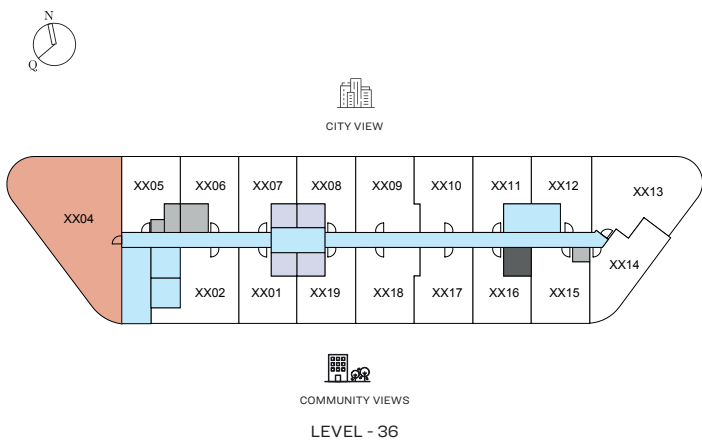 N
Q
CITY VIEW
XX05 XX06 XX07 XX08 XX09 XX10 XX11 XX12
XX04 XX13
XX14
XX02 XX01 XX19 XX18 XX17 XX16 XX15
COMMUNITY VIEWS
LEVEL - 36